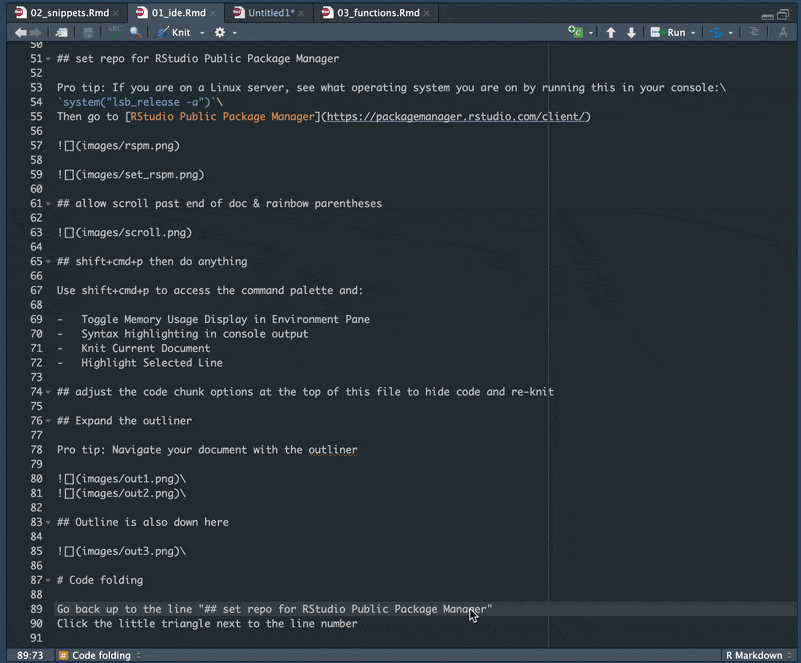 02_snippets.Rmd × 01_ide.Rmd × Untitled1* × 03_functions.Rmd ×
ABC Knit Run
50
51 ## set repo for RStudio Public Package Manager
52
53 Pro tip: If you are on a Linux server, see what operating system you are on by running this in your console:\
54 `system("lsb_release -a")`\
55 Then go to [RStudio Public Package Manager](https://packagemanager.rstudio.com/client/)
56
57 ![](images/rspm.png)
58
59 ![](images/set_rspm.png)
60
61 ## allow scroll past end of doc & rainbow parentheses
62
63 ![](images/scroll.png)
64
65 ## shift+cmd+p then do anything
66
67 Use shift+cmd+p to access the command palette and:
68
69 - Toggle Memory Usage Display in Environment Pane
70 - Syntax highlighting in console output
71 - Knit Current Document
72 - Highlight Selected Line
73
74 ## adjust the code chunk options at the top of this file to hide code and re-knit
75
76 ## Expand the outliner
77
78 Pro tip: Navigate your document with the outliner
79
80 ![](images/out1.png)\
81 ![](images/out2.png)\
82
83 ## Outline is also down here
84
85 ![](images/out3.png)\
86
87 # Code folding
88
89 Go back up to the line "## set repo for RStudio Public Package Manager"
90 Click the little triangle next to the line number
91
89:73 # Code folding R Markdown